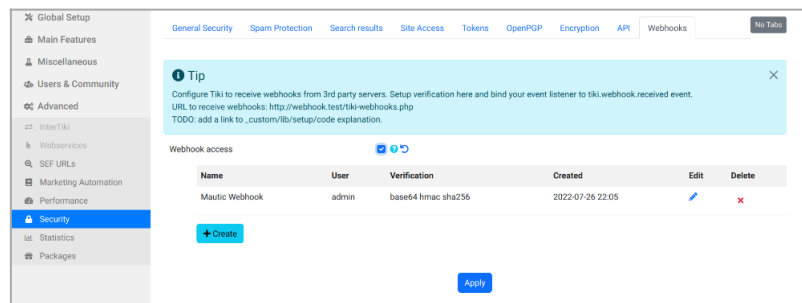 Global Setup
Main Features
Miscellaneous
Users & Community
Advanced
InterTiki
Webservices
SEF URLs
Marketing Automation
Performance
Security
Statistics
Packages
General Security Spam Protection Search results Site Access Tokens OpenPGP Encryption API Webhooks No Tabs
Tip
Configure Tiki to receive webhooks from 3rd party servers. Setup verification here and bind your event listener to tiki.webhook.received event.
URL to receive webhooks: http://webhook.test/tiki-webhooks.php
TODO: add a link to _custom/lib/setup/code explanation.
Webhook access
Name User Verification Created Edit Delete
Mautic Webhook admin base64 hmac sha256 2022-07-26 22:05
+ Create
Apply